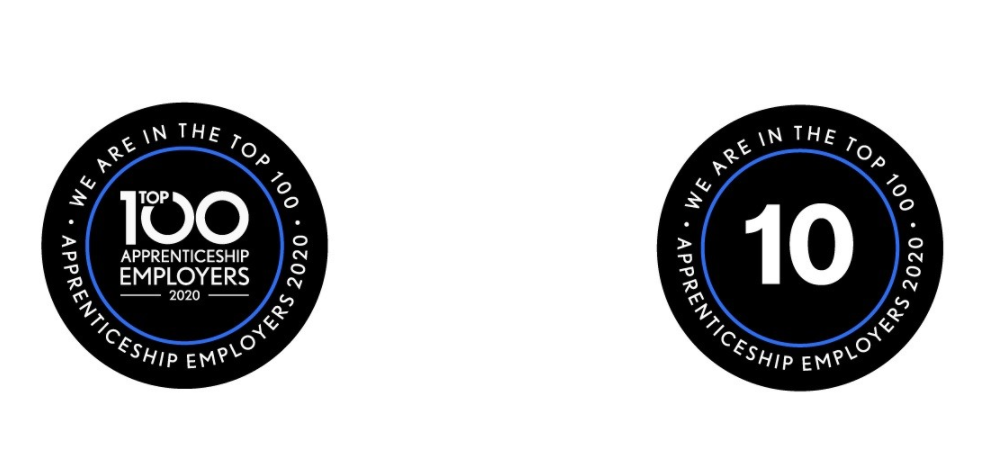 · WE ARE IN THE TOP 100 ·
TOP
100
APPRENTICESHIP
EMPLOYERS
2020
APPRENTICESHIP EMPLOYERS 2020
· WE ARE IN THE TOP 100 ·
10
APPRENTICESHIP EMPLOYERS 2020